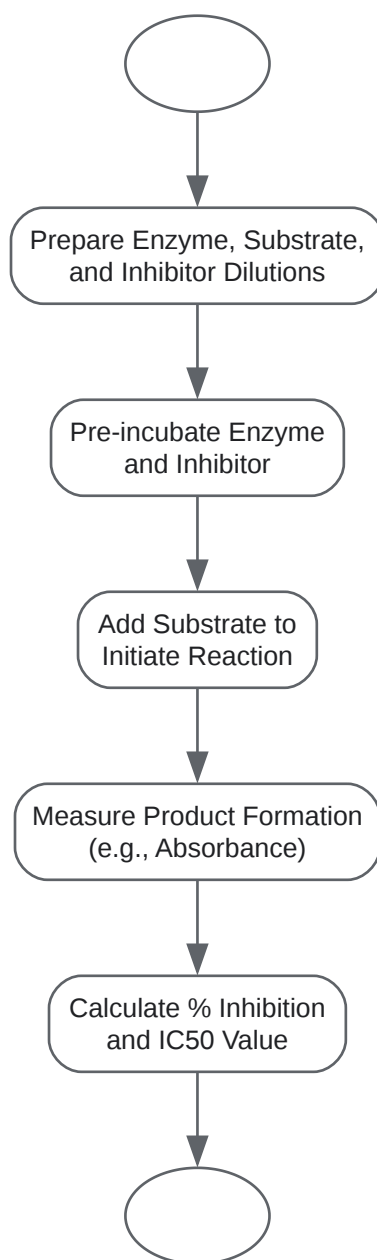 Prepare Enzyme, Substrate,
and Inhibitor Dilutions
Pre-incubate Enzyme
and Inhibitor
Add Substrate to
Initiate Reaction
Measure Product Formation
(e.g., Absorbance)
Calculate % Inhibition
and IC50 Value